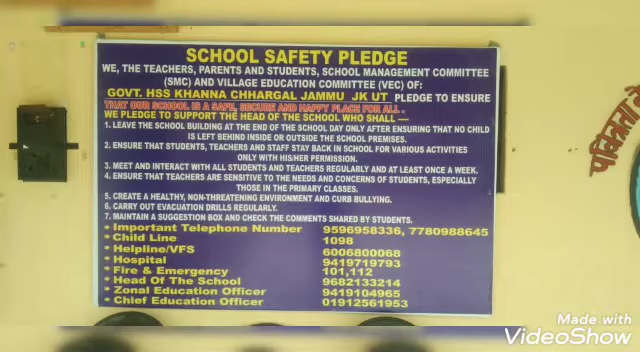 SCHOOL SAFETY PLEDGE
WE, THE TEACHERS, PARENTS AND STUDENTS, SCHOOL MANAGEMENT COMMITTEE
(SMC) AND VILLAGE EDUCATION COMMITTEE (VEC) OF:
GOVT. HSS KHANNA CHHARGAL JAMMU JK UT PLEDGE TO ENSURE
THAT OUR SCHOOL IS A SAFE, SECURE AND HAPPY PLACE FOR ALL .
WE PLEDGE TO SUPPORT THE HEAD OF THE SCHOOL WHO SHALL ----
1. LEAVE THE SCHOOL BUILDING AT THE END OF THE SCHOOL DAY ONLY AFTER ENSURING THAT NO CHILD
IS LEFT BEHIND INSIDE OR OUTSIDE THE SCHOOL PREMISES.
2. ENSURE THAT STUDENTS, TEACHERS AND STAFF STAY BACK IN SCHOOL FOR VARIOUS ACTIVITIES
ONLY WITH HIS/HER PERMISSION.
3. MEET AND INTERACT WITH ALL STUDENTS AND TEACHERS REGULARLY AND AT LEAST ONCE A WEEK.
4. ENSURE THAT TEACHERS ARE SENSITIVE TO THE NEEDS AND CONCERNS OF STUDENTS, ESPECIALLY
THOSE IN THE PRIMARY CLASSES.
5. CREATE A HEALTHY, NON-THREATENING ENVIRONMENT AND CURB BULLYING.
6. CARRY OUT EVACUATION DRILLS REGULARLY.
7. MAINTAIN A SUGGESTION BOX AND CHECK THE COMMENTS SHARED BY STUDENTS.
* Important Telephone Number 9596958336, 7780988645
* Child Line 1098
* Helpline/VFS 6006800068
* Hospital 9419719793
* Fire & Emergency 101,112
* Head Of The School 9682133214
* Zonal Education Officer 9419104965
* Chief Education Officer 01912561953
Made with
VideoShow